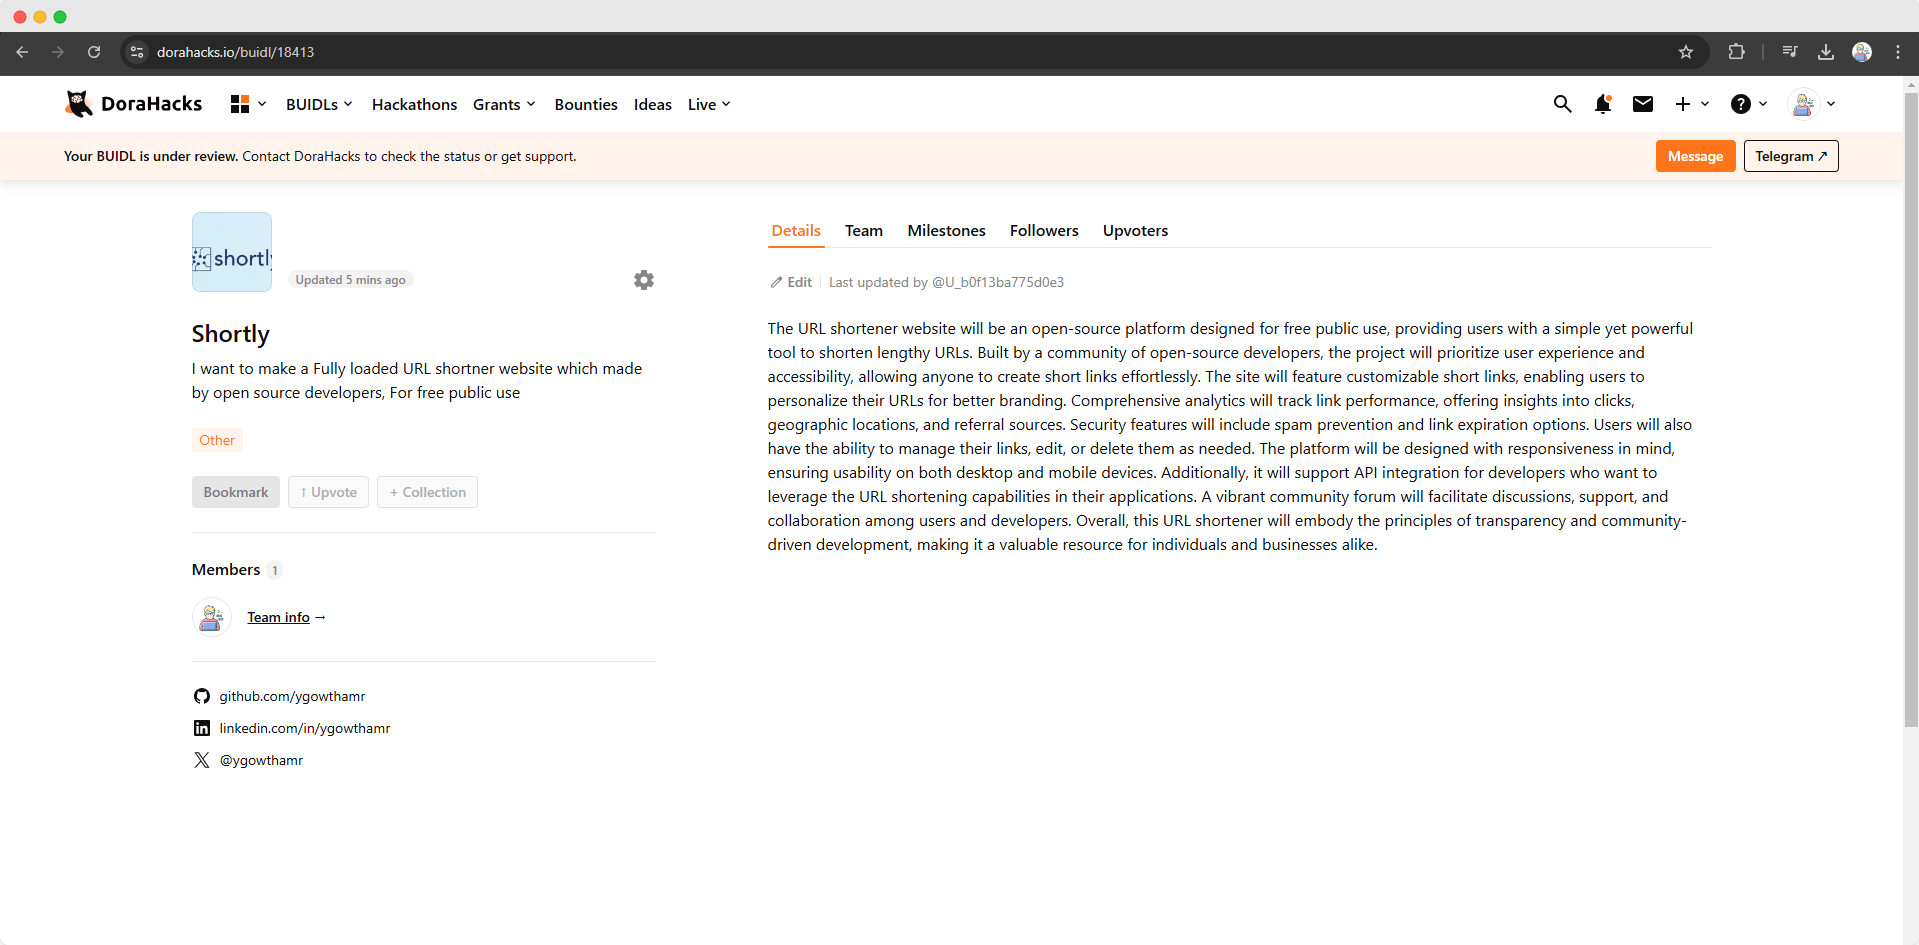 dorahacks.io/buidl/18413
DoraHacks
BUIDLs Hackathons Grants Bounties Ideas Live
Your BUIDL is under review. Contact DoraHacks to check the status or get support.
Message Telegram ↗
shortly
Updated 5 mins ago
Shortly
I want to make a Fully loaded URL shortner website which made
by open source developers, For free public use
Other
Bookmark ↑ Upvote + Collection
Members 1
Team info →
github.com/ygowthamr
linkedin.com/in/ygowthamr
@ygowthamr
Details Team Milestones Followers Upvoters
Edit Last updated by @U_b0f13ba775d0e3
The URL shortener website will be an open-source platform designed for free public use, providing users with a simple yet powerful
tool to shorten lengthy URLs. Built by a community of open-source developers, the project will prioritize user experience and
accessibility, allowing anyone to create short links effortlessly. The site will feature customizable short links, enabling users to
personalize their URLs for better branding. Comprehensive analytics will track link performance, offering insights into clicks,
geographic locations, and referral sources. Security features will include spam prevention and link expiration options. Users will also
have the ability to manage their links, edit, or delete them as needed. The platform will be designed with responsiveness in mind,
ensuring usability on both desktop and mobile devices. Additionally, it will support API integration for developers who want to
leverage the URL shortening capabilities in their applications. A vibrant community forum will facilitate discussions, support, and
collaboration among users and developers. Overall, this URL shortener will embody the principles of transparency and community-
driven development, making it a valuable resource for individuals and businesses alike.